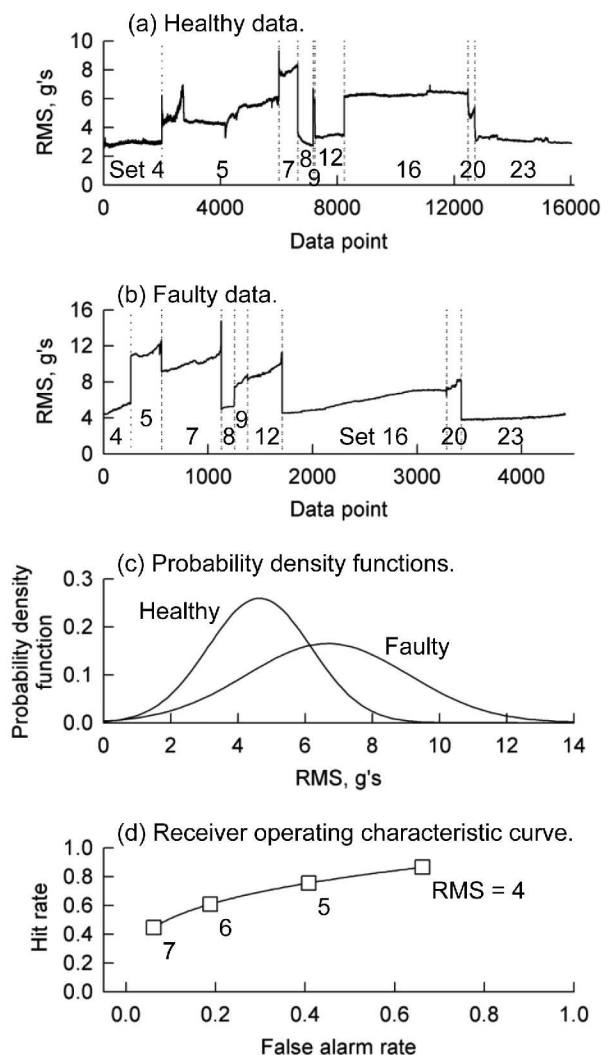 (a) Healthy data.
RMS, g's
10
8
6
4
2
0
Set 4 5 7 8 9 12 16 20 23
0 4000 8000 12000 16000
Data point
(b) Faulty data.
RMS, g's
16
12
8
4
0
4 5 7 8 9 12 Set 16 20 23
0 1000 2000 3000 4000
Data point
(c) Probability density functions.
Probability density
function
0.3
0.2
0.1
0.0
Healthy
Faulty
0 2 4 6 8 10 12 14
RMS, g's
(d) Receiver operating characteristic curve.
Hit rate
1.0
0.8
0.6
0.4
0.2
0.0
7 6 5 RMS = 4
0.0 0.2 0.4 0.6 0.8 1.0
False alarm rate